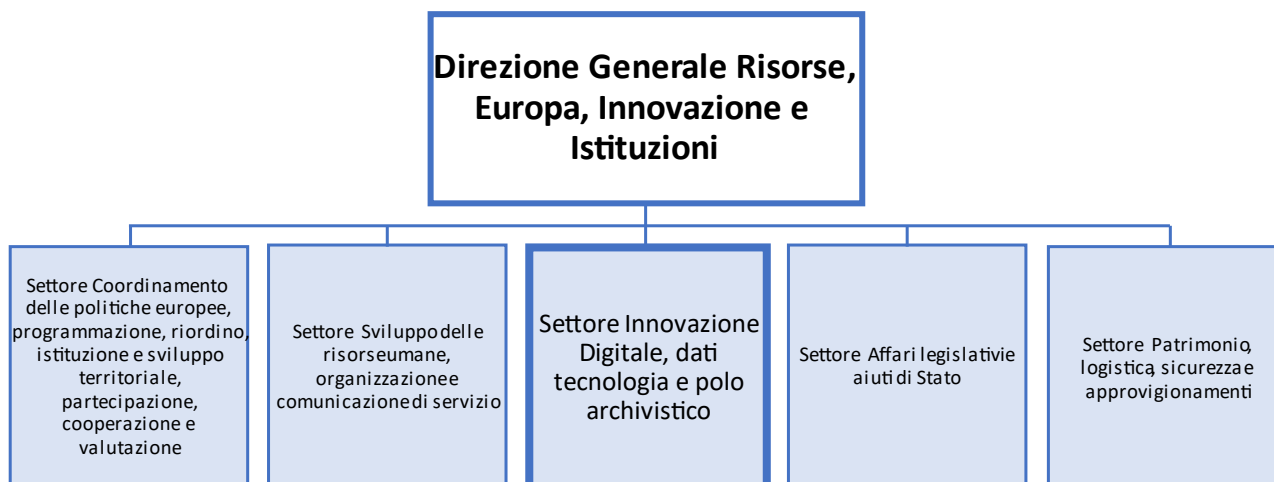 Direzione Generale Risorse,
Europa, Innovazione e
Istituzioni
Settore Coordinamento
delle politiche europee,
programmazione, riordino,
istituzione e sviluppo
territoriale,
partecipazione,
cooperazione e
valutazione
Settore Sviluppo delle
risorse umane,
organizzazione e
comunicazione di servizio
Settore Innovazione
Digitale, dati
tecnologia e polo
archivistico
Settore Affari legislativi e
aiuti di Stato
Settore Patrimonio,
logistica, sicurezza e
approvigionamenti